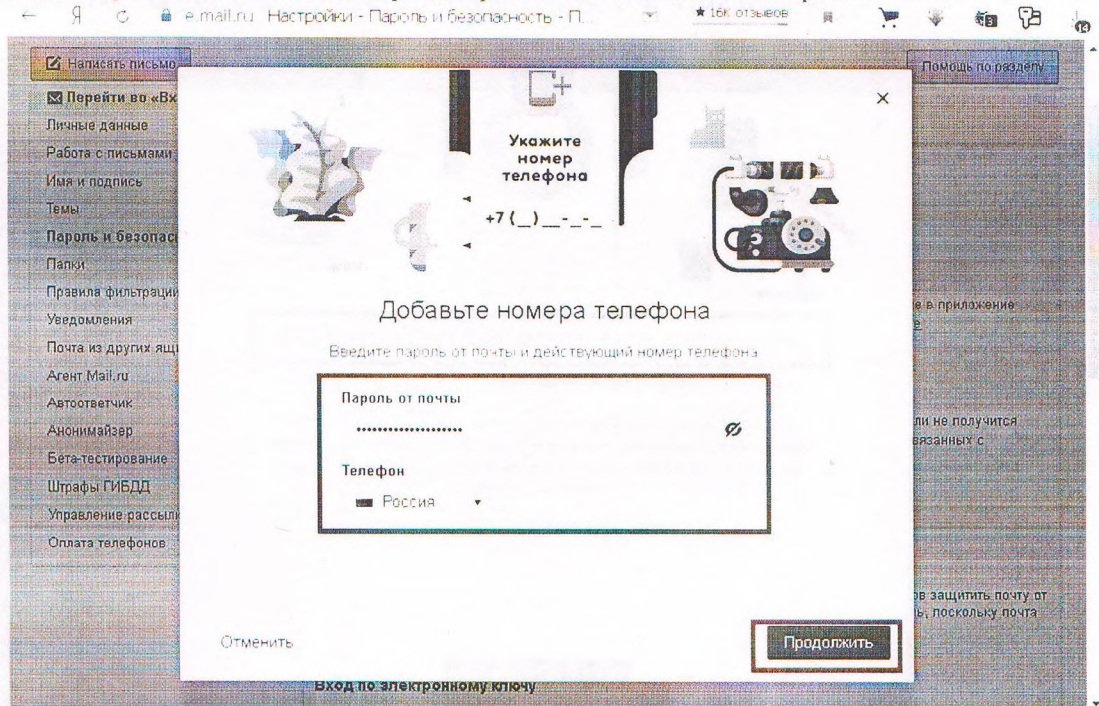 Я e.mail.ru Настройки - Пароль и безопасность - П... ★ 16К отзывов
3
14
Написать письмо
Помощь по разделу
Перейти во «Вх
Личные данные
Работа с письмами
Имя и подпись
Темы
Пароль и безопас
Папки
Правила фильтрации
Уведомления
Почта из других ящ
Агент Mail.ru
Автоответчик
Анонимайзер
Бета-тестирование
Штрафы ГИБДД
Управление рассылк
Оплата телефонов
Укажите
номер
телефона
+7 (_)__-_-_
Добавьте номера телефона
Введите пароль от почты и действующий номер телефона
Пароль от почты
••••••••••••••••••••
Телефон
Россия
Отменить
Продолжить
е в приложение
е
ли не получится
вязанных с
ов защитить почту от
ь, поскольку почта
Вход по электронному ключу